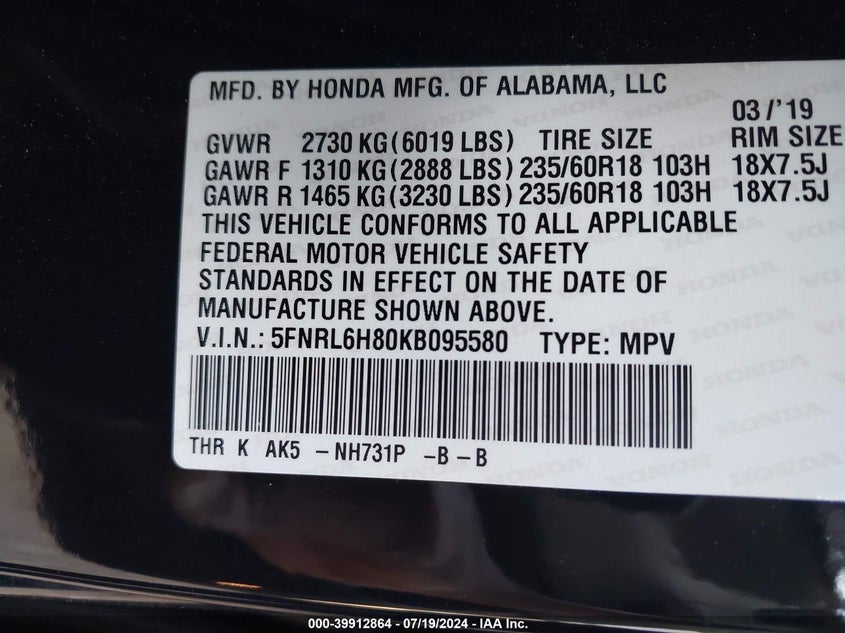 MFD. BY HONDA MFG. OF ALABAMA, LLC
03/'19
GVWR 2730 KG(6019 LBS) TIRE SIZE RIM SIZE
GAWR F 1310 KG(2888 LBS) 235/60R18 103H 18X7.5J
GAWR R 1465 KG(3230 LBS) 235/60R18 103H 18X7.5J
THIS VEHICLE CONFORMS TO ALL APPLICABLE
FEDERAL MOTOR VEHICLE SAFETY
STANDARDS IN EFFECT ON THE DATE OF
MANUFACTURE SHOWN ABOVE.
V.I.N.: 5FNRL6H80KB095580 TYPE: MPV
THR K AK5 -NH731P -B-B
000-39912864 / 07/19/2024 - IAA Inc.